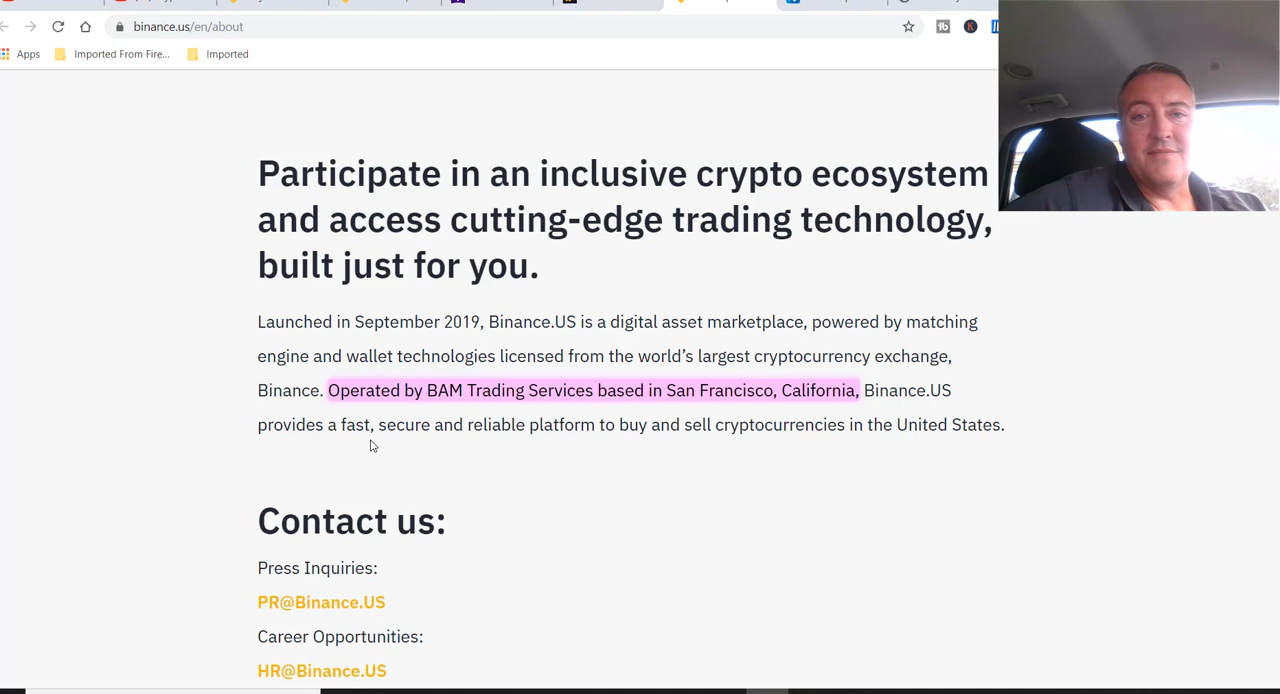 binance.us/en/about
Apps
Imported From Fire...
Imported
Participate in an inclusive crypto ecosystem
and access cutting-edge trading technology,
built just for you.
Launched in September 2019, Binance.US is a digital asset marketplace, powered by matching
engine and wallet technologies licensed from the world’s largest cryptocurrency exchange,
Binance. Operated by BAM Trading Services based in San Francisco, California, Binance.US
provides a fast, secure and reliable platform to buy and sell cryptocurrencies in the United States.
Contact us:
Press Inquiries:
PR@Binance.US
Career Opportunities:
HR@Binance.US